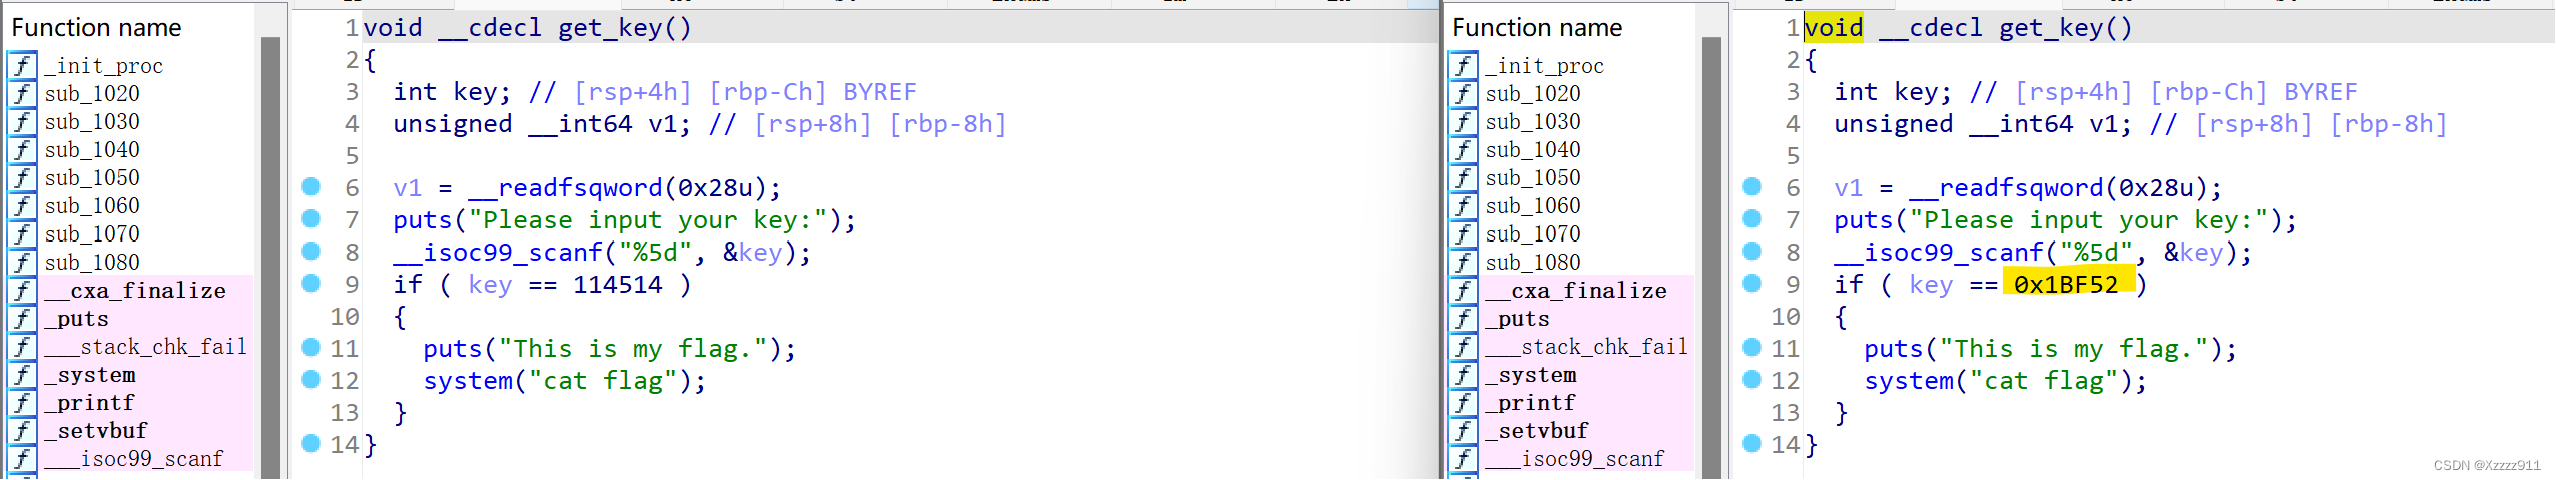 Function name
_init_proc
sub_1020
sub_1030
sub_1040
sub_1050
sub_1060
sub_1070
sub_1080
__cxa_finalize
_puts
___stack_chk_fail
_system
_printf
_setvbuf
___isoc99_scanf
1 void __cdecl get_key()
2 {
3 int key; // [rsp+4h] [rbp-Ch] BYREF
4 unsigned __int64 v1; // [rsp+8h] [rbp-8h]
5
6 v1 = __readfsqword(0x28u);
7 puts("Please input your key:");
8 __isoc99_scanf("%5d", &key);
9 if ( key == 114514 )
10 {
11 puts("This is my flag.");
12 system("cat flag");
13 }
14 }
Function name
_init_proc
sub_1020
sub_1030
sub_1040
sub_1050
sub_1060
sub_1070
sub_1080
__cxa_finalize
_puts
___stack_chk_fail
_system
_printf
_setvbuf
___isoc99_scanf
1 void __cdecl get_key()
2 {
3 int key; // [rsp+4h] [rbp-Ch] BYREF
4 unsigned __int64 v1; // [rsp+8h] [rbp-8h]
5
6 v1 = __readfsqword(0x28u);
7 puts("Please input your key:");
8 __isoc99_scanf("%5d", &key);
9 if ( key == 0x1BF52 )
10 {
11 puts("This is my flag.");
12 system("cat flag");
13 }
14 }
CSDN @Xzzzz911